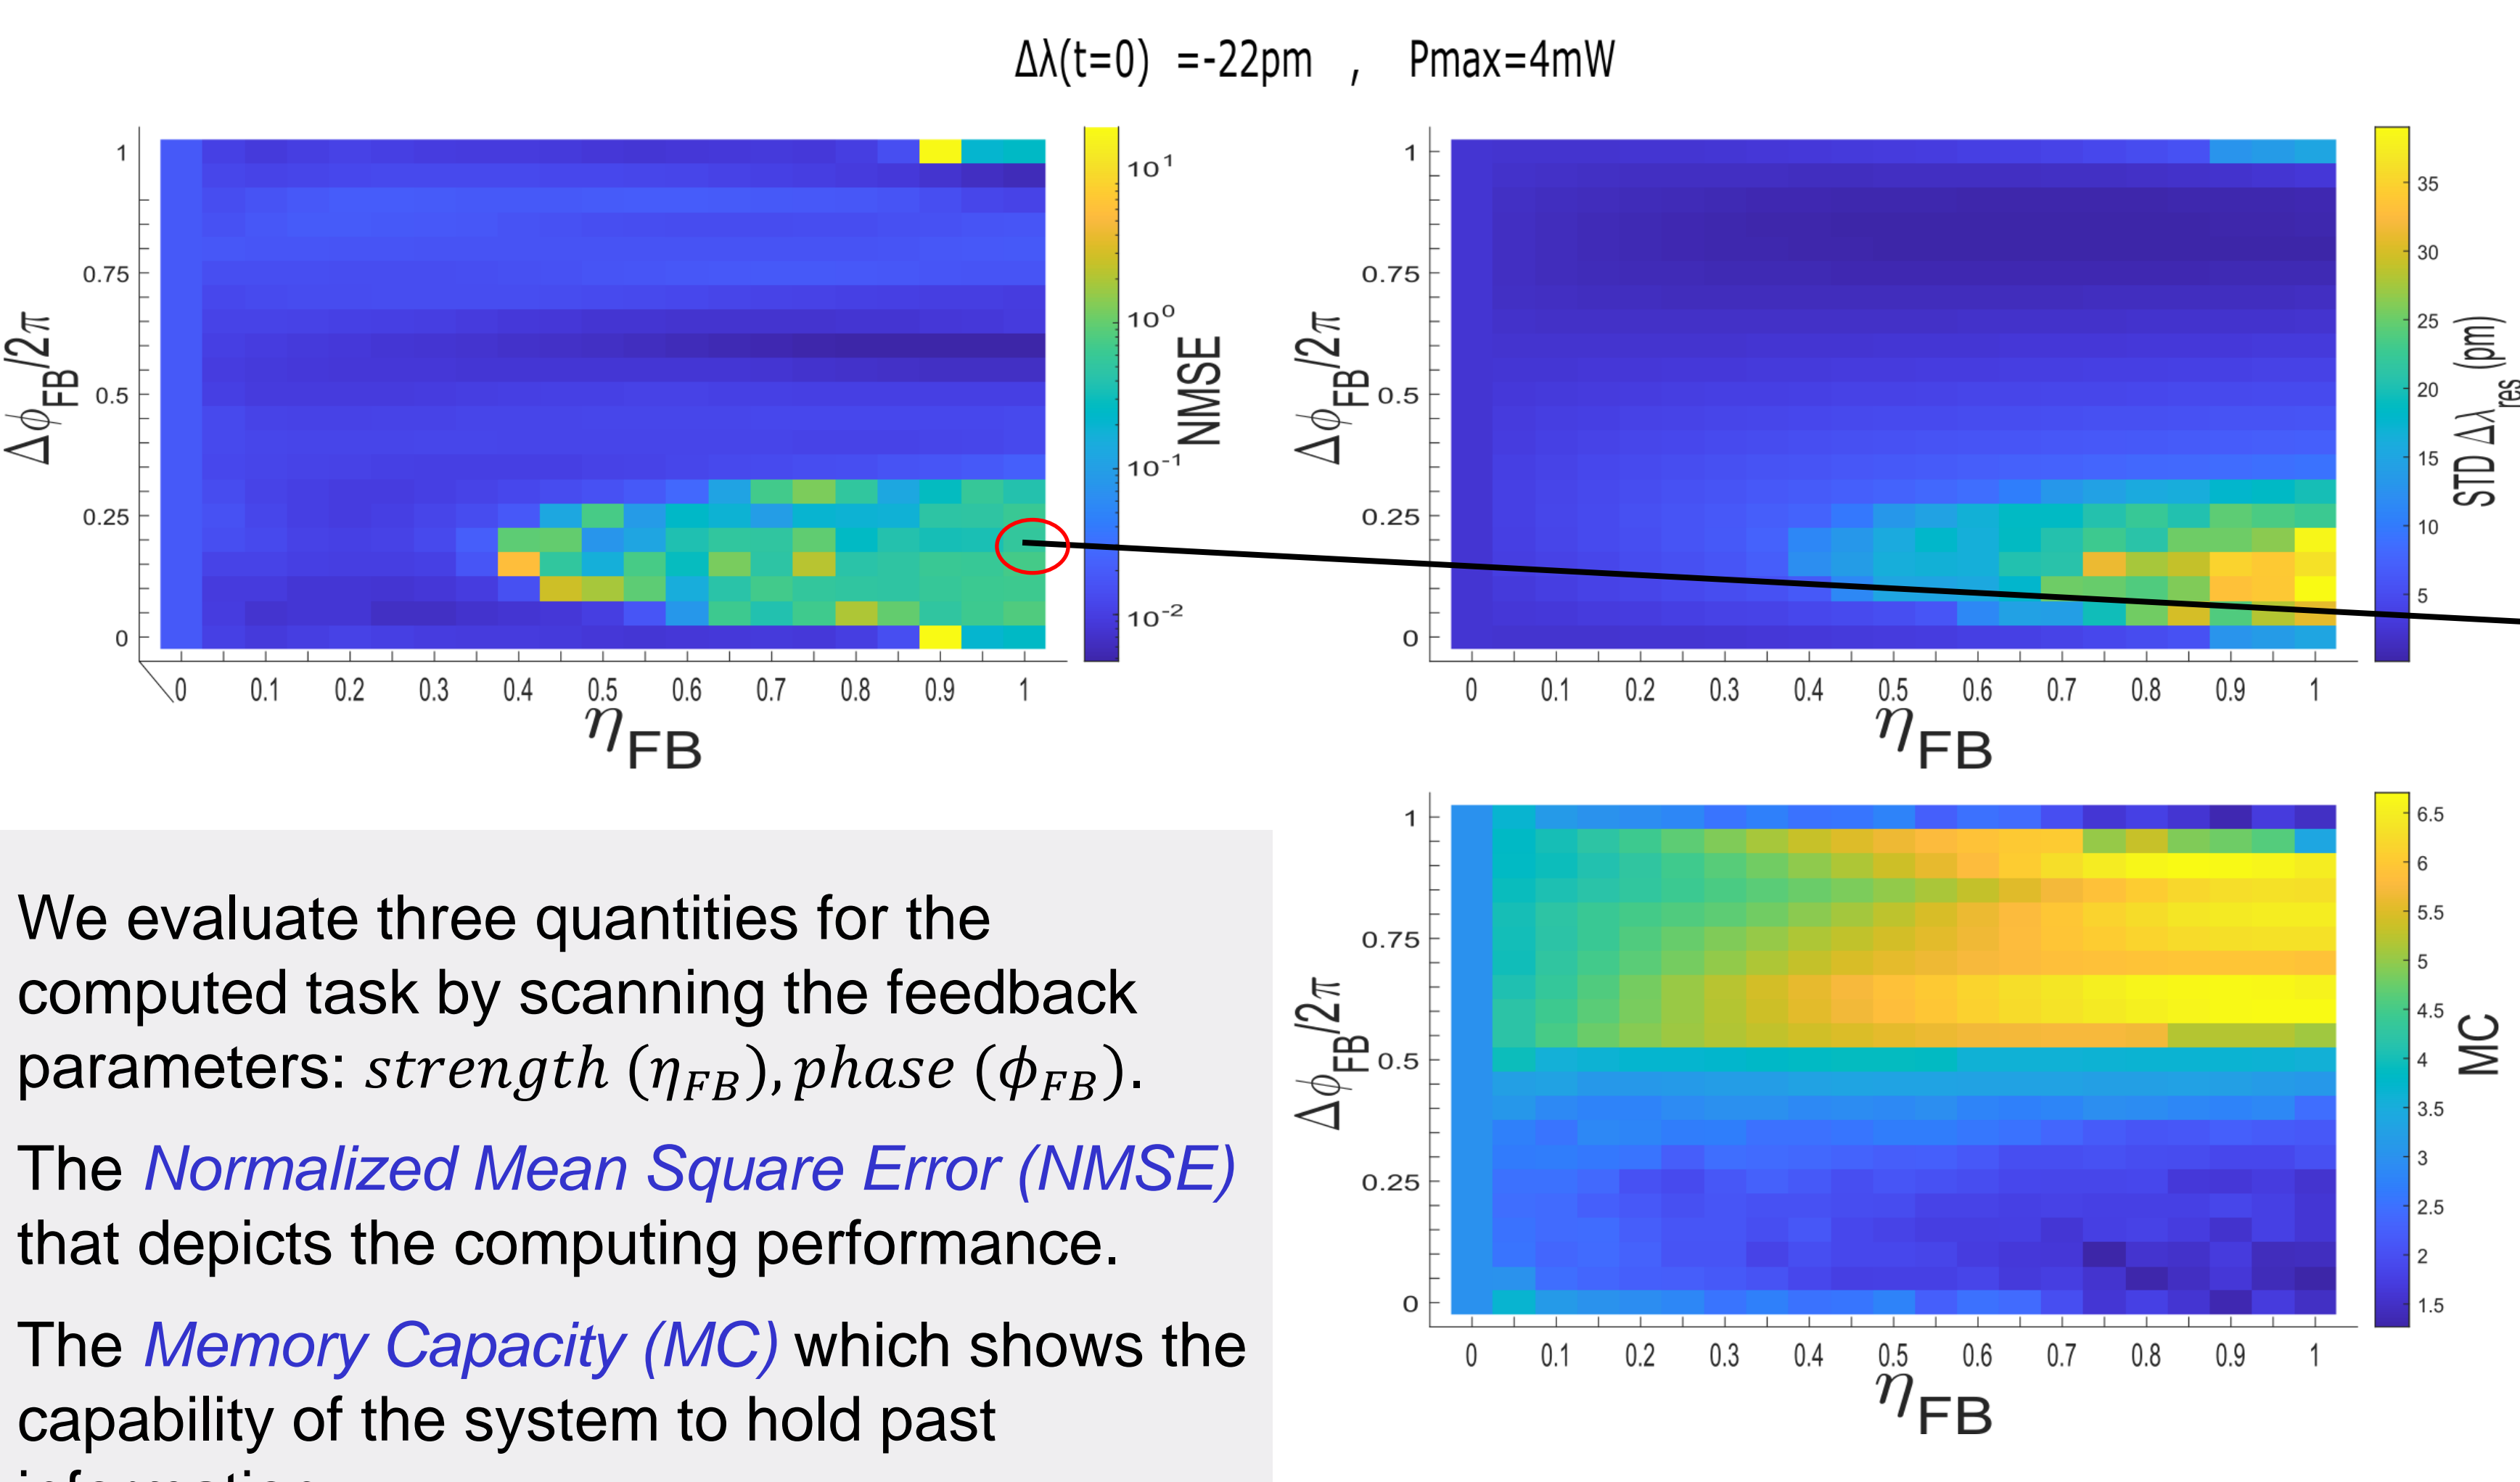 Δλ(t=0) =-22pm , Pmax=4mW
1
0.75
0.5
0.25
0
Δϕ_FB/2π
0 0.1 0.2 0.3 0.4 0.5 0.6 0.7 0.8 0.9 1
η_FB
10^1
10^0
10^-1
10^-2
NMSE
1
0.75
0.5
0.25
0
Δϕ_FB/2π
0 0.1 0.2 0.3 0.4 0.5 0.6 0.7 0.8 0.9 1
η_FB
35
30
25
20
15
10
5
STD Δλ_res (pm)
We evaluate three quantities for the
computed task by scanning the feedback
parameters: strength (η_FB), phase (ϕ_FB).
The Normalized Mean Square Error (NMSE)
that depicts the computing performance.
The Memory Capacity (MC) which shows the
capability of the system to hold past
1
0.75
0.5
0.25
0
Δϕ_FB/2π
0 0.1 0.2 0.3 0.4 0.5 0.6 0.7 0.8 0.9 1
η_FB
6.5
6
5.5
5
4.5
4
3.5
3
2.5
2
1.5
MC